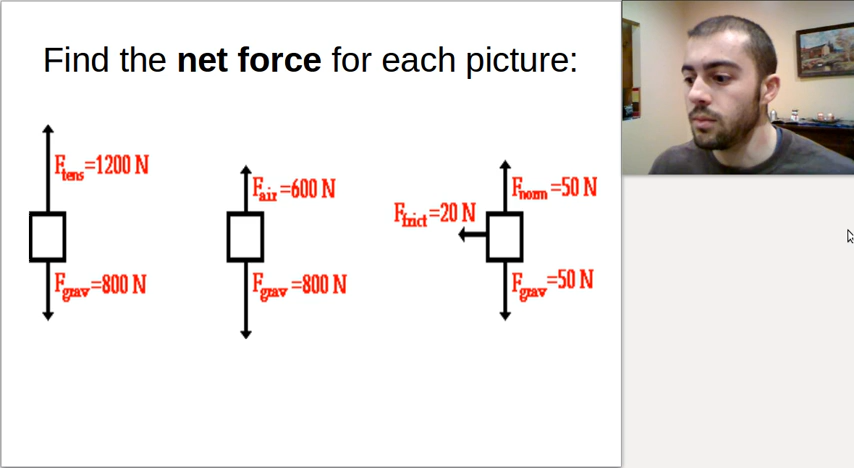 Find the net force for each picture:
Ftens=1200 N
Fgrav=800 N
Fair=600 N
Fgrav=800 N
Ffrict=20 N
Fnorm=50 N
Fgrav=50 N